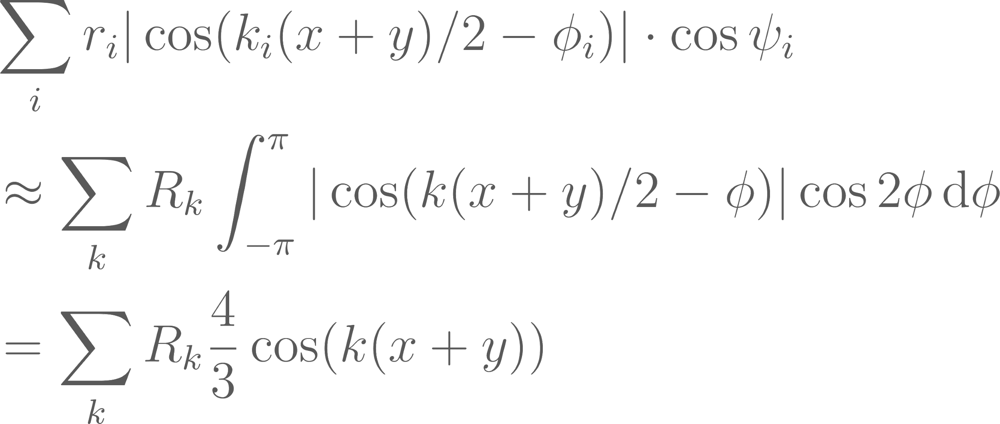 ∑_i r_i| cos(k_i(x + y)/2 − ϕ_i)| · cos ψ_i
≈ ∑_k R_k ∫_{−π}^{π} | cos(k(x + y)/2 − ϕ)| cos 2ϕ dϕ
= ∑_k R_k 4/3 cos(k(x + y))